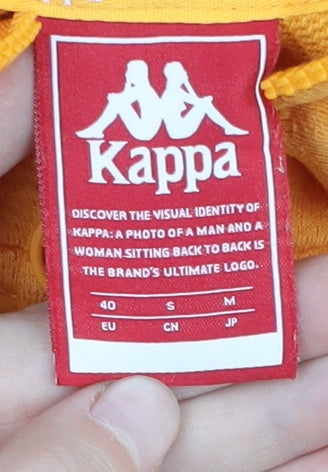 Kappa
DISCOVER THE VISUAL IDENTITY OF
KAPPA: A PHOTO OF A MAN AND A
WOMAN SITTING BACK TO BACK IS
THE BRAND'S ULTIMATE LOGO.
40 S M
EU CN JP